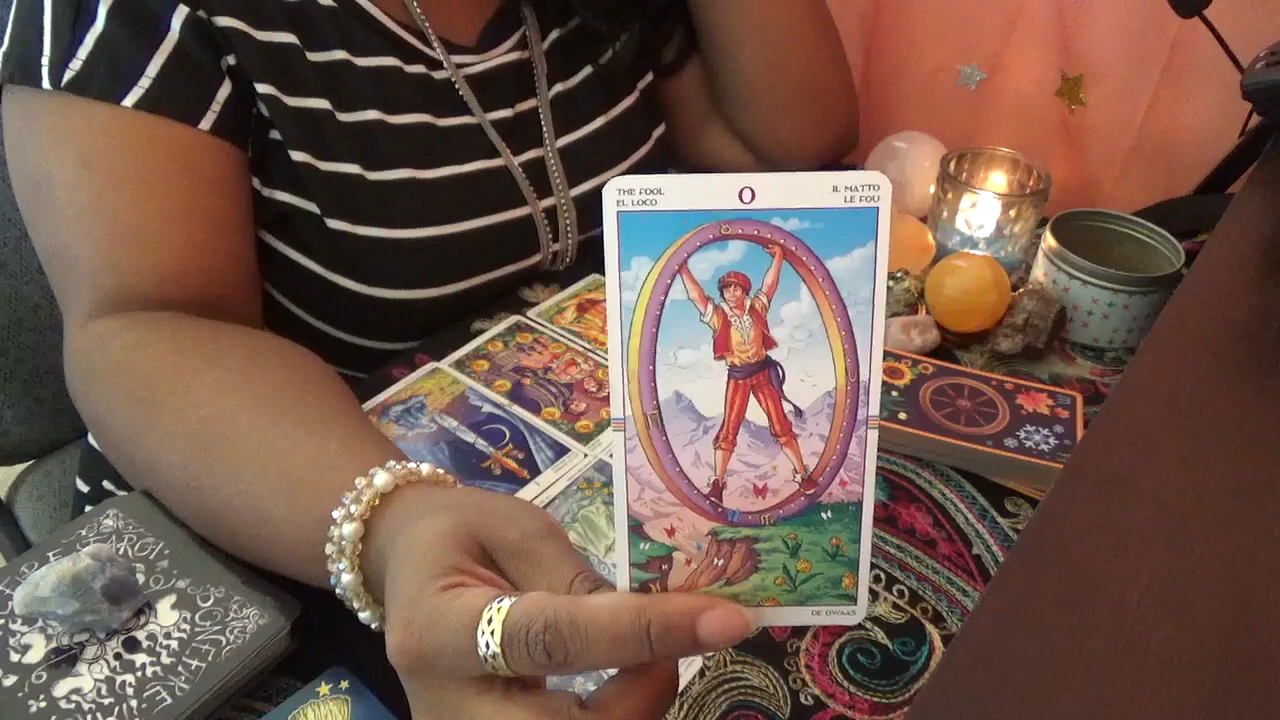 THE FOOL
EL LOCO
0
IL MATTO
LE FOU
DE DWAAS